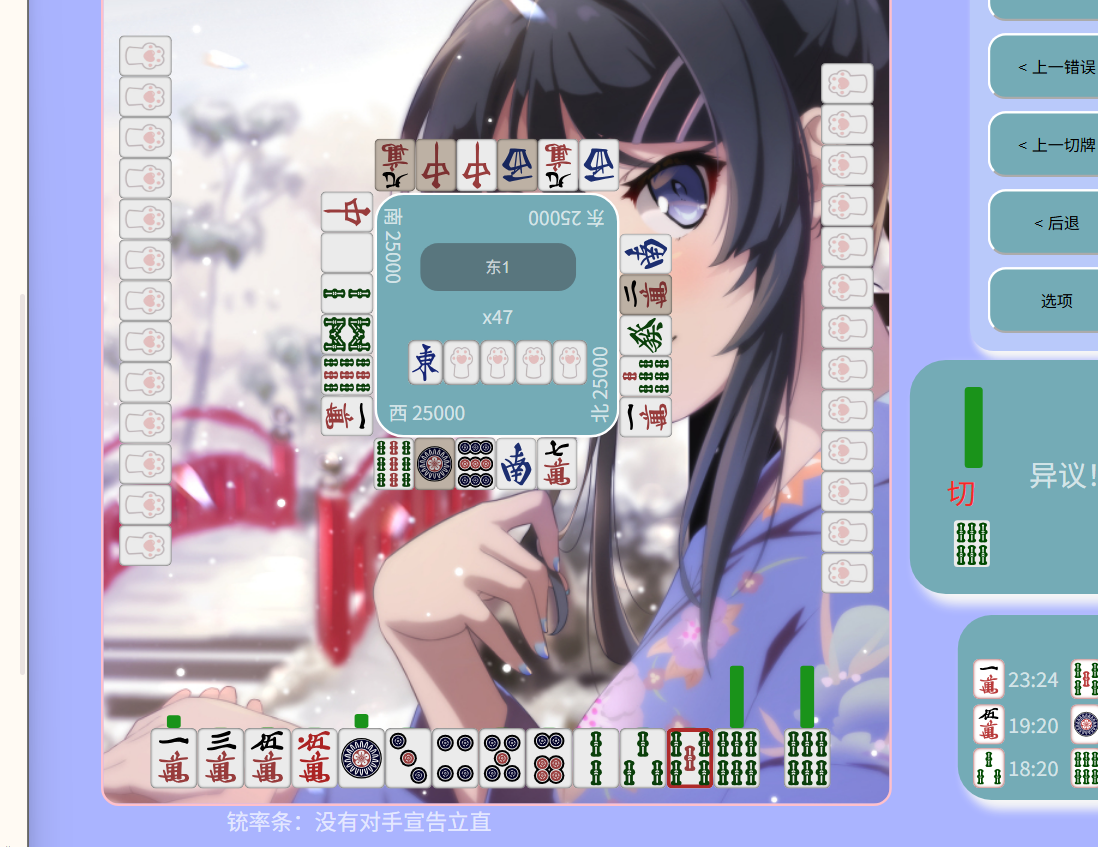 < 上一错误
< 上一切牌
< 后退
选项
南 25000
东 25000
东1
x47
西 25000
北 25000
切
异议！
23:24
19:20
18:20
铳率条：没有对手宣告立直